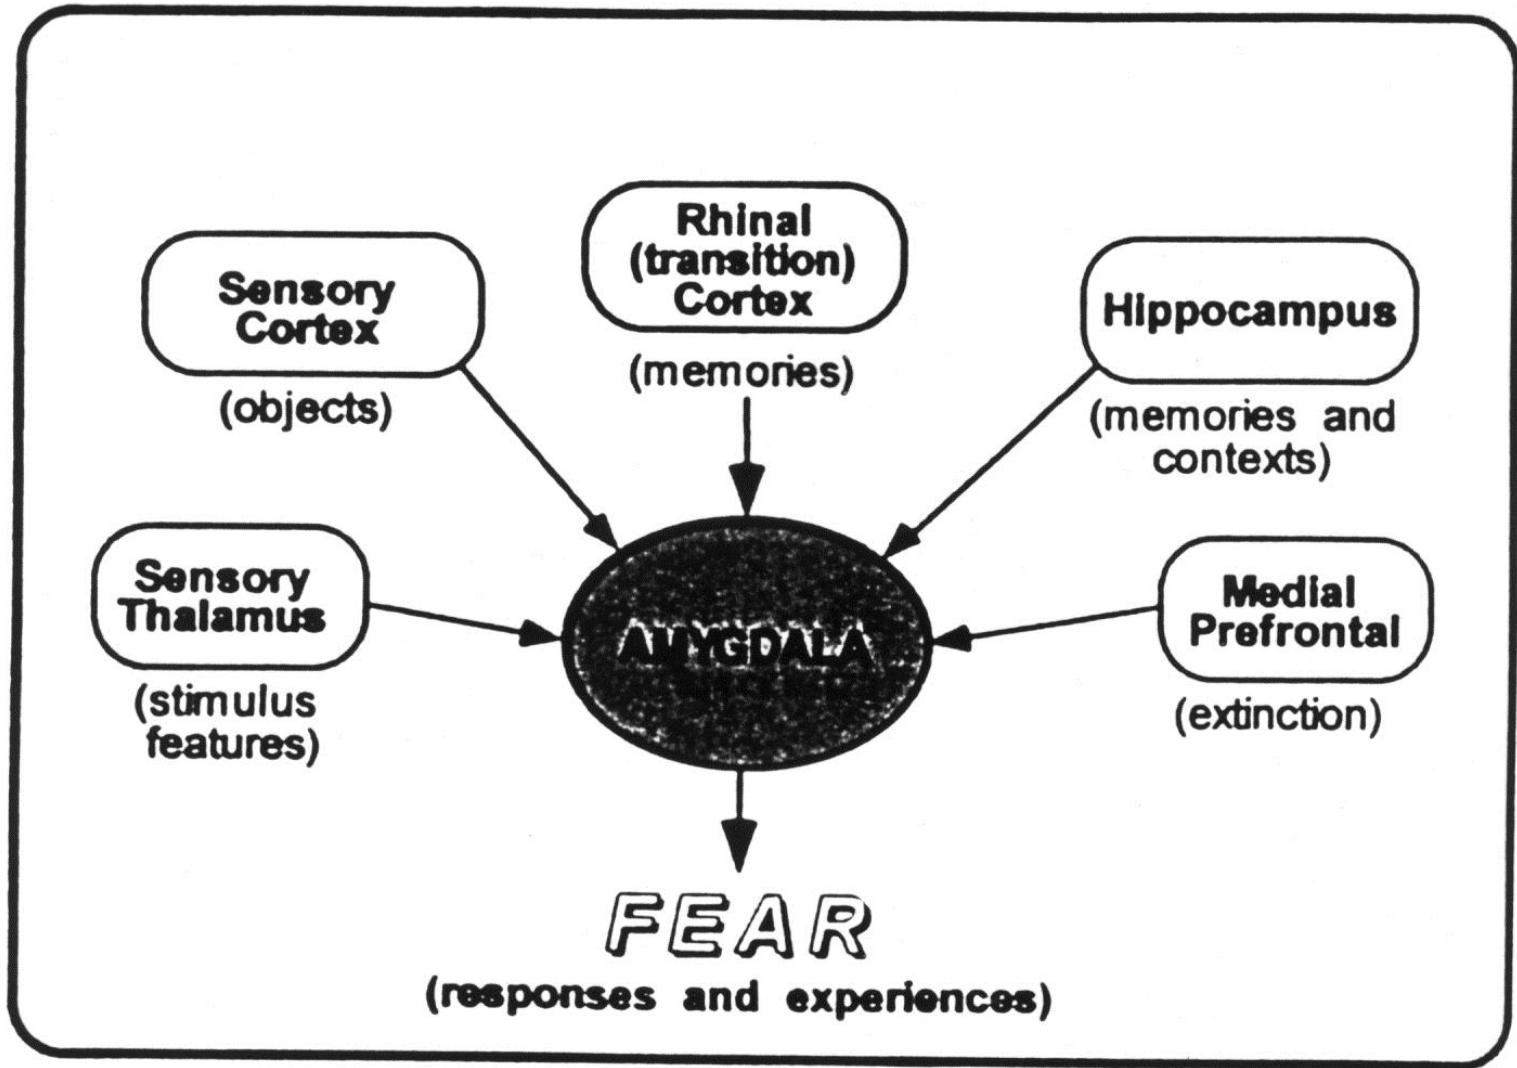 Rhinal
(transition)
Cortex
(memories)
Sensory
Cortex
(objects)
Hippocampus
(memories and
contexts)
Sensory
Thalamus
(stimulus
features)
AMYGDALA
Medial
Prefrontal
(extinction)
FEAR
(responses and experiences)